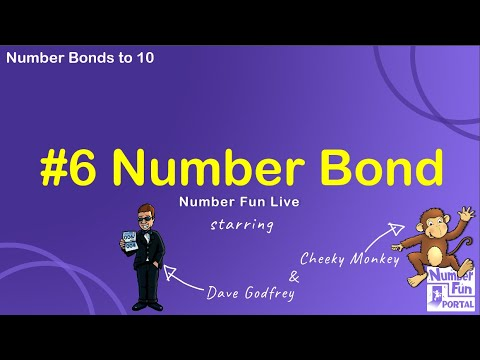 Number Bonds to 10
#6 Number Bond
Number Fun Live
starring
Cheeky Monkey
&
Dave Godfrey
Number
Fun
PORTAL